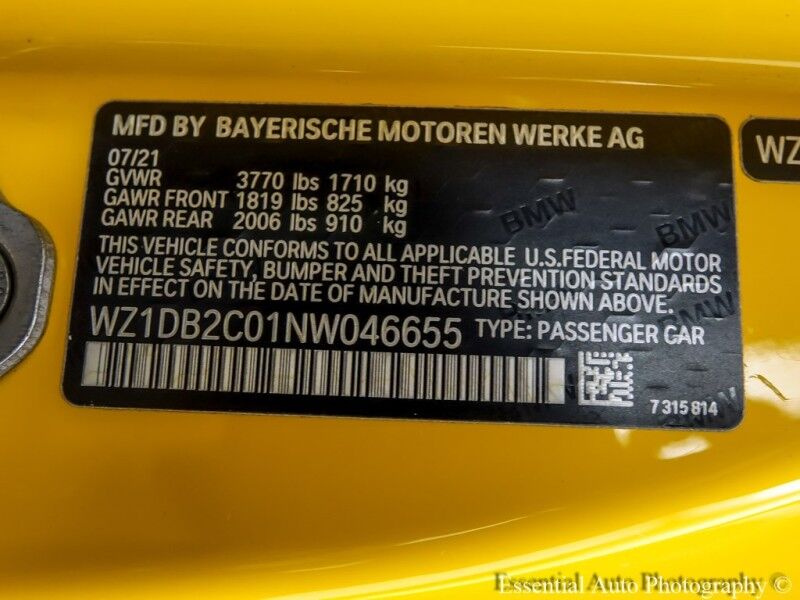 MFD BY BAYERISCHE MOTOREN WERKE AG
07/21
GVWR 3770 lbs 1710 kg
GAWR FRONT 1819 lbs 825 kg
GAWR REAR 2006 lbs 910 kg
THIS VEHICLE CONFORMS TO ALL APPLICABLE U.S.FEDERAL MOTOR
VEHICLE SAFETY, BUMPER AND THEFT PREVENTION STANDARDS
IN EFFECT ON THE DATE OF MANUFACTURE SHOWN ABOVE.
WZ1DB2C01NW046655 TYPE: PASSENGER CAR
7315814
BMW
BMW
BMW
BMW
WZ
Essential Auto Photography ©